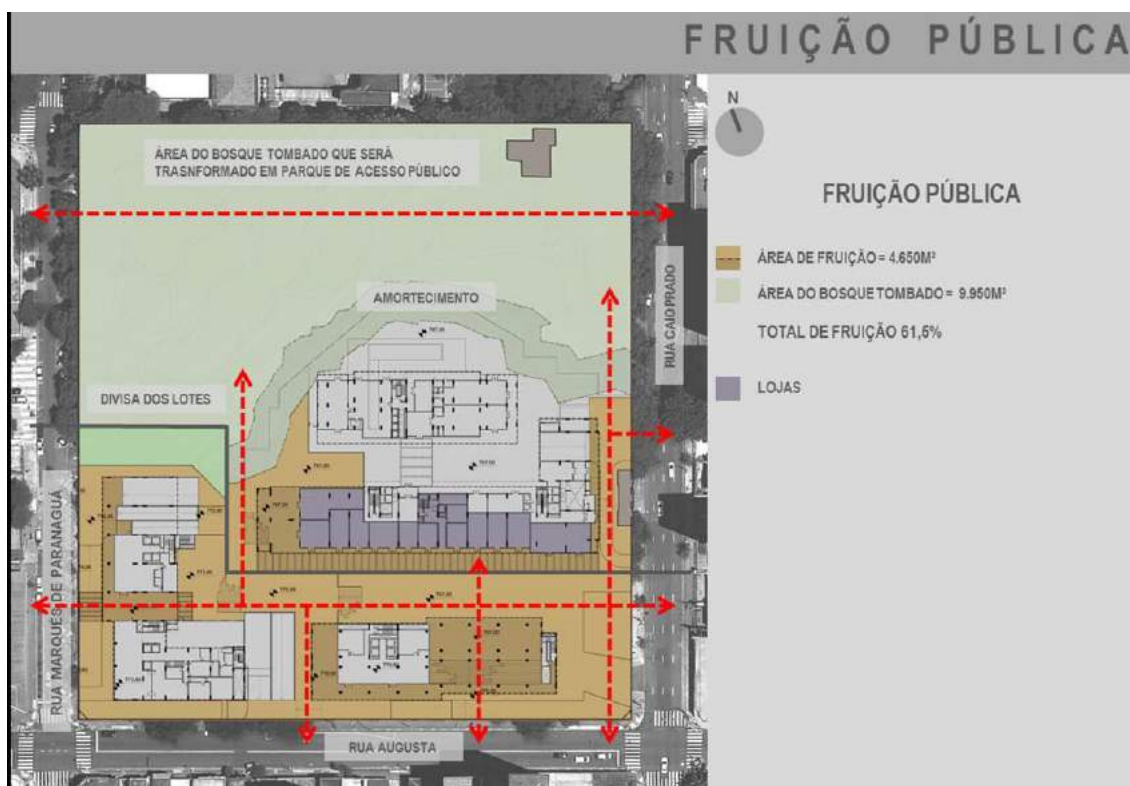 FRUIÇÃO PÚBLICA
ÁREA DO BOSQUE TOMBADO QUE SERÁ
TRASNFORMADO EM PARQUE DE ACESSO PÚBLICO
N
FRUIÇÃO PÚBLICA
ÁREA DE FRUIÇÃO = 4.650M²
ÁREA DO BOSQUE TOMBADO = 9.950M²
TOTAL DE FRUIÇÃO 61,5%
LOJAS
RUA CAIO PRADO
AMORTECIMENTO
DIVISA DOS LOTES
RUA MARQUES DE PARANAGUÁ
RUA AUGUSTA